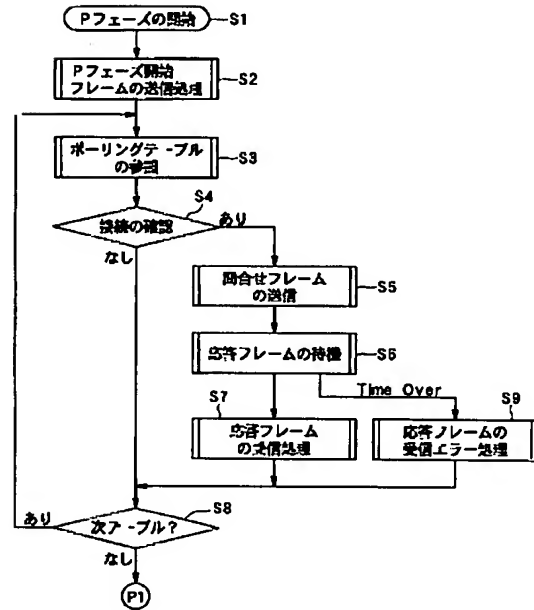 Pフェーズの開始
S1
Pフェーズ開始
フレームの送信処理
S2
ポーリングテ-ブル
の参照
S3
S4
接続の確認
あり
なし
問合せフレーム
の送信
S5
応答フレームの待機
S6
Time Over
S7
応答フレーム
の受信処理
S9
応答フレームの
受信エラー処理
S8
次テ-ブル?
あり
なし
P1